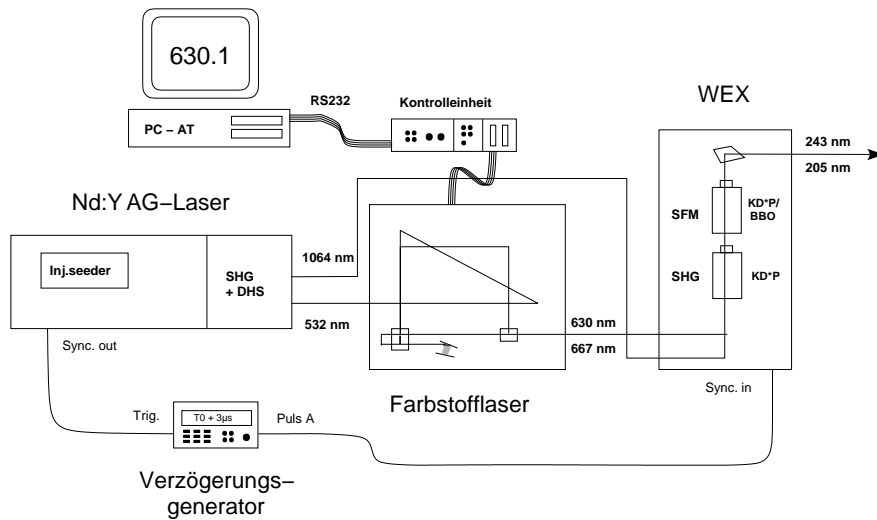 630.1
PC – AT
RS232
Kontrolleinheit
WEX
243 nm
205 nm
SFM
KD*P/
BBO
SHG
KD*P
Nd:YAG–Laser
Inj.seeder
SHG
+ DHS
1064 nm
532 nm
630 nm
667 nm
Sync. out
Sync. in
Farbstofflaser
Trig.
T0 + 3µs
Puls A
Verzögerungs–
generator